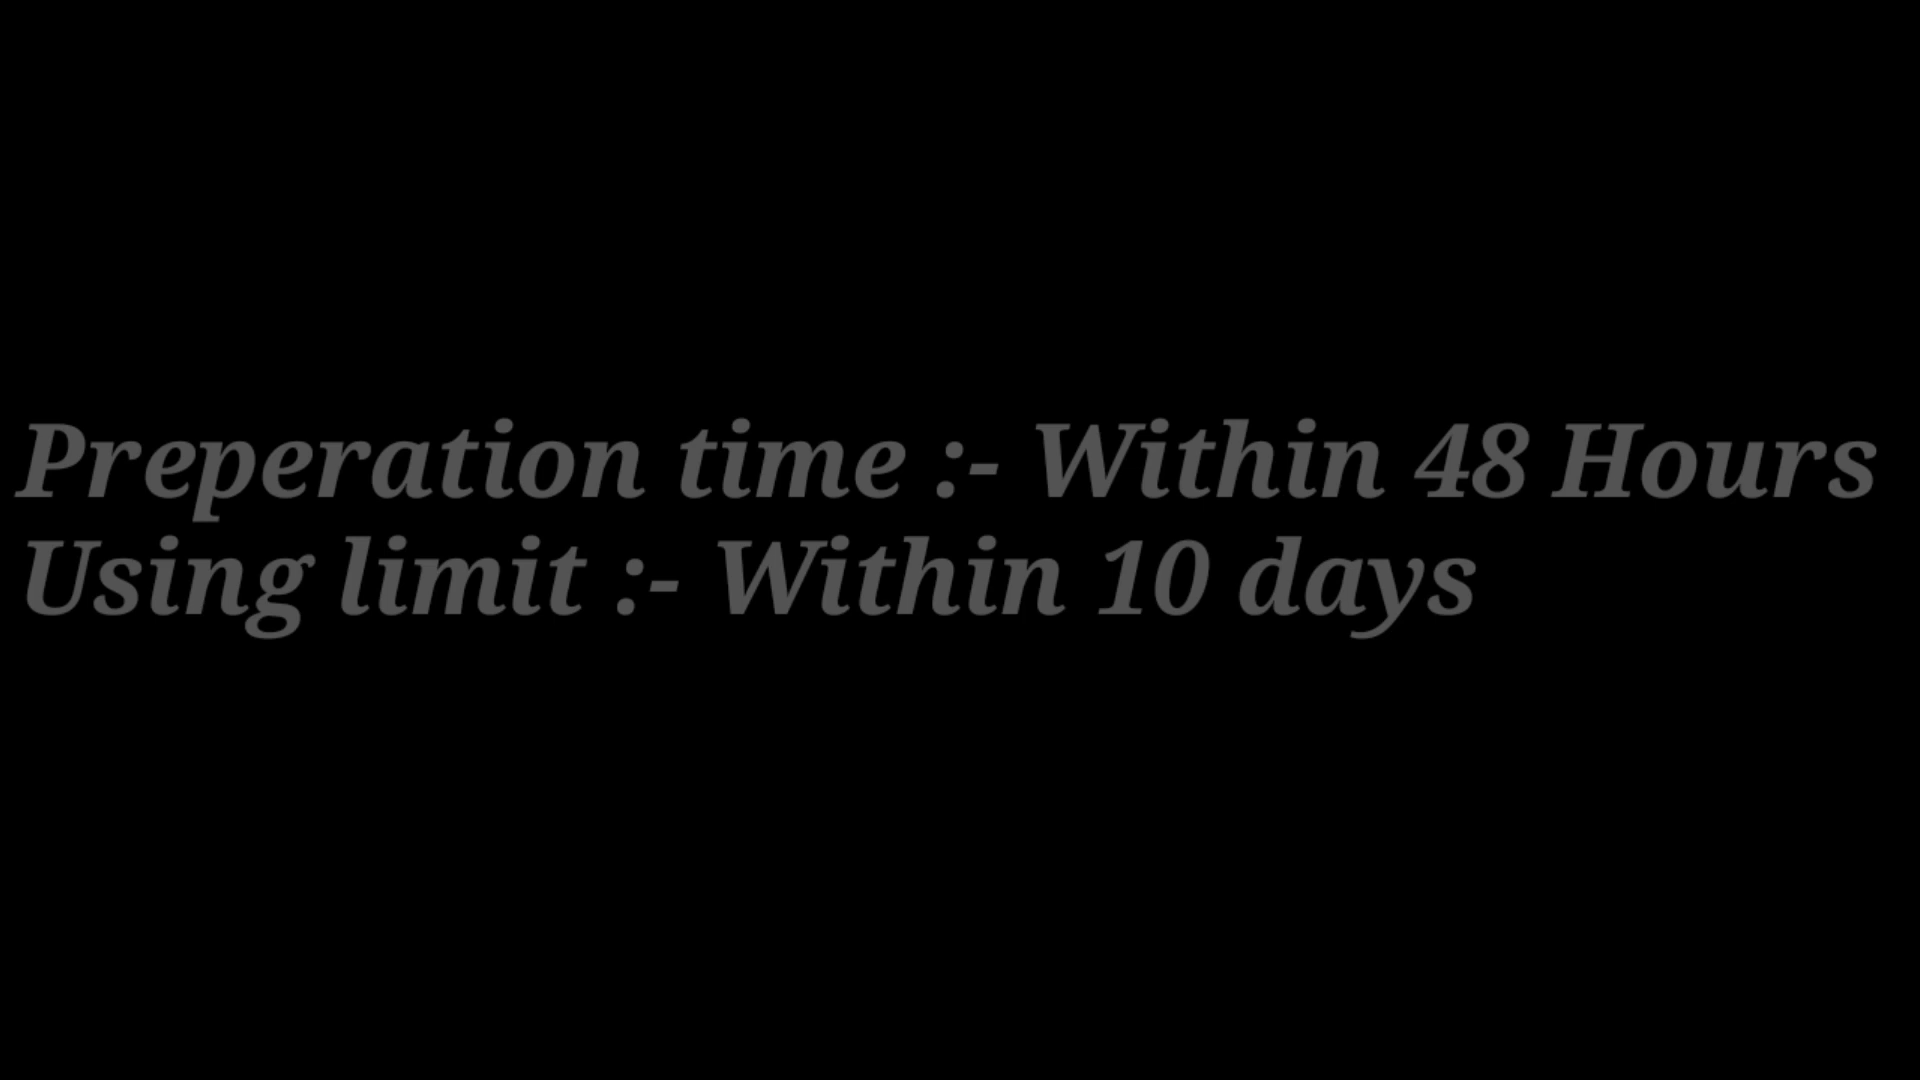 Preperation time :- Within 48 Hours
Using limit :- Within 10 days